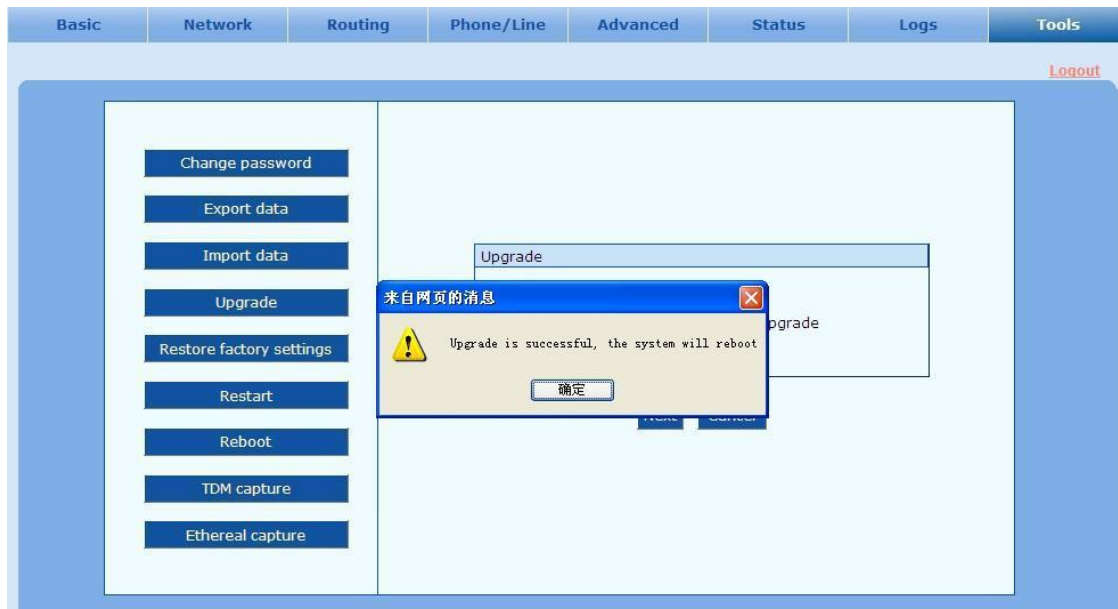 Basic Network Routing Phone/Line Advanced Status Logs Tools
Logout
Change password
Export data
Import data
Upgrade
Restore factory settings
Restart
Reboot
TDM capture
Ethereal capture
Upgrade
pgrade
来自网页的消息
Upgrade is successful, the system will reboot
确定
Next Cancel